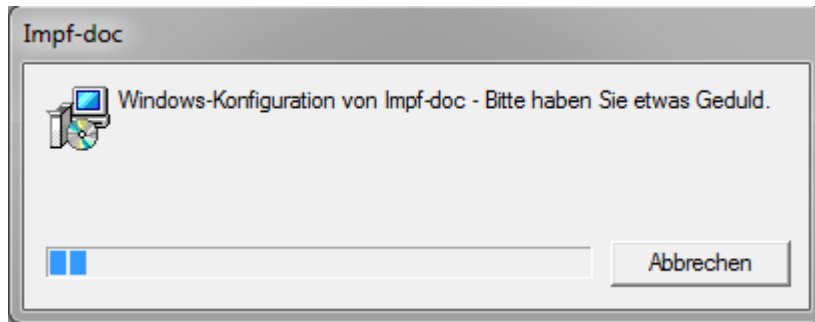 Impf-doc
Windows-Konfiguration von Impf-doc - Bitte haben Sie etwas Geduld.
Abbrechen